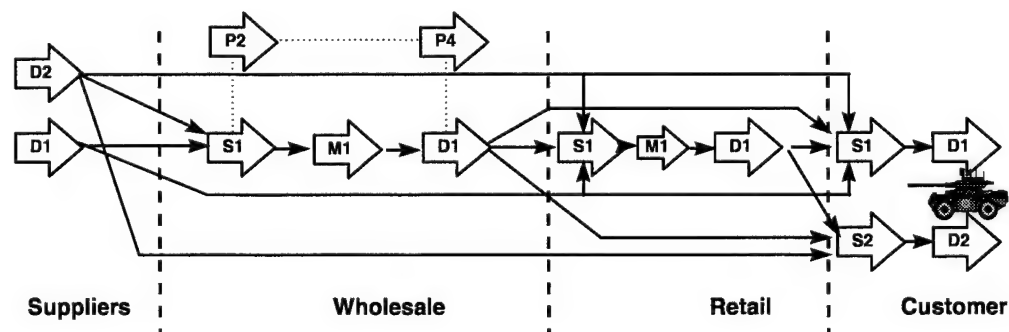 P2 P4
D2
D1 S1 M1 D1 S1 M1 D1 S1 D1
S2 D2
Suppliers Wholesale Retail Customer